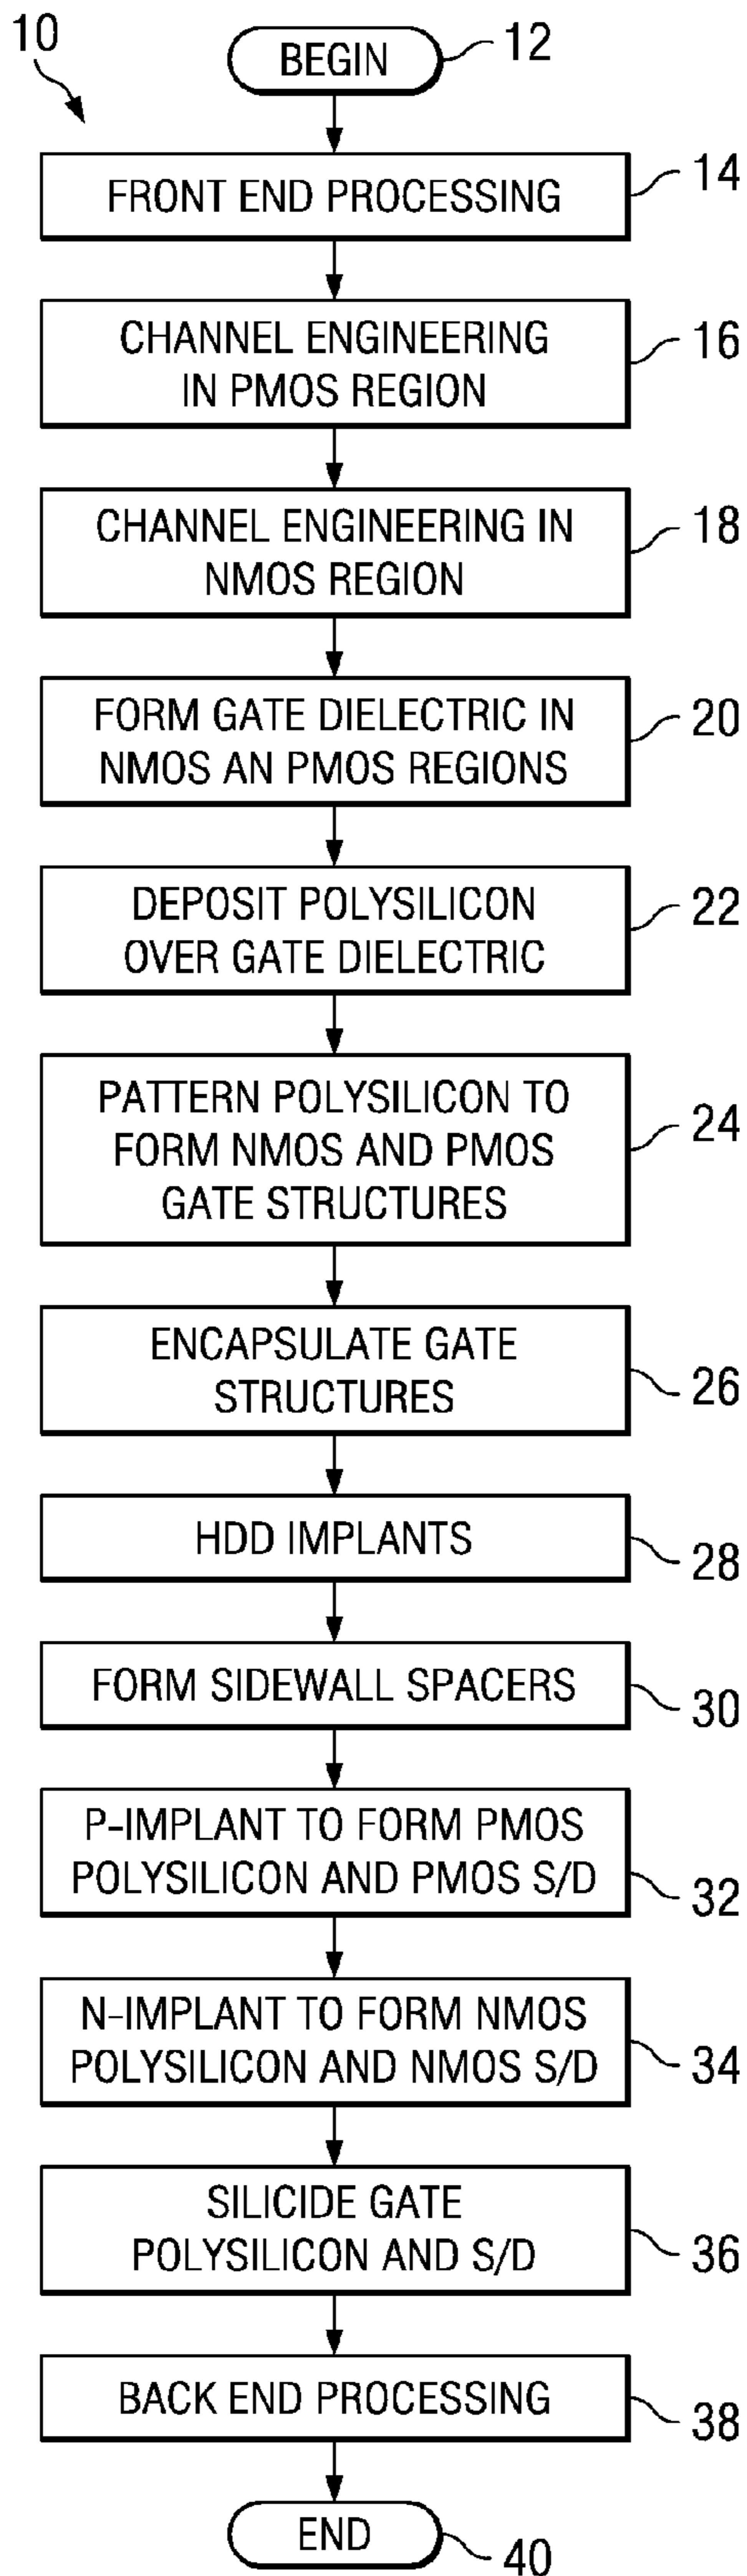 10
BEGIN
12
FRONT END PROCESSING
14
CHANNEL ENGINEERING
IN PMOS REGION
16
CHANNEL ENGINEERING IN
NMOS REGION
18
FORM GATE DIELECTRIC IN
NMOS AN PMOS REGIONS
20
DEPOSIT POLYSILICON
OVER GATE DIELECTRIC
22
PATTERN POLYSILICON TO
FORM NMOS AND PMOS
GATE STRUCTURES
24
ENCAPSULATE GATE
STRUCTURES
26
HDD IMPLANTS
28
FORM SIDEWALL SPACERS
30
P-IMPLANT TO FORM PMOS
POLYSILICON AND PMOS S/D
32
N-IMPLANT TO FORM NMOS
POLYSILICON AND NMOS S/D
34
SILICIDE GATE
POLYSILICON AND S/D
36
BACK END PROCESSING
38
END
40